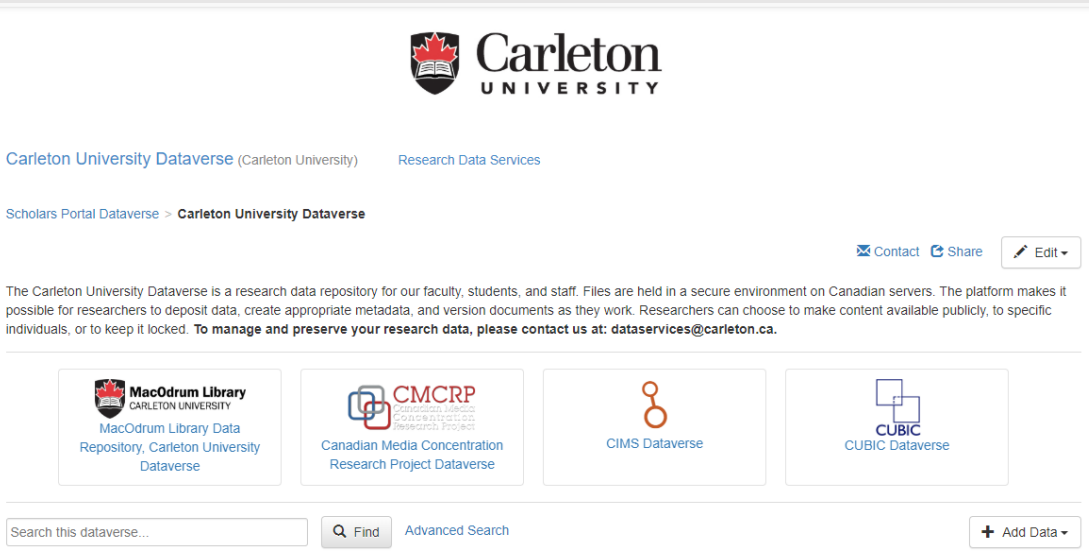 Carleton
UNIVERSITY
Carleton University Dataverse (Carleton University) Research Data Services
Scholars Portal Dataverse > Carleton University Dataverse
Contact Share Edit
The Carleton University Dataverse is a research data repository for our faculty, students, and staff. Files are held in a secure environment on Canadian servers. The platform makes it
possible for researchers to deposit data, create appropriate metadata, and version documents as they work. Researchers can choose to make content available publicly, to specific
individuals, or to keep it locked. To manage and preserve your research data, please contact us at: dataservices@carleton.ca.
MacOdrum Library
CARLETON UNIVERSITY
MacOdrum Library Data
Repository, Carleton University
Dataverse
CMCRP
Canadian Media
Concentration
Research Project
Canadian Media Concentration
Research Project Dataverse
CIMS Dataverse
CUBIC
CUBIC Dataverse
Search this dataverse... Find Advanced Search + Add Data